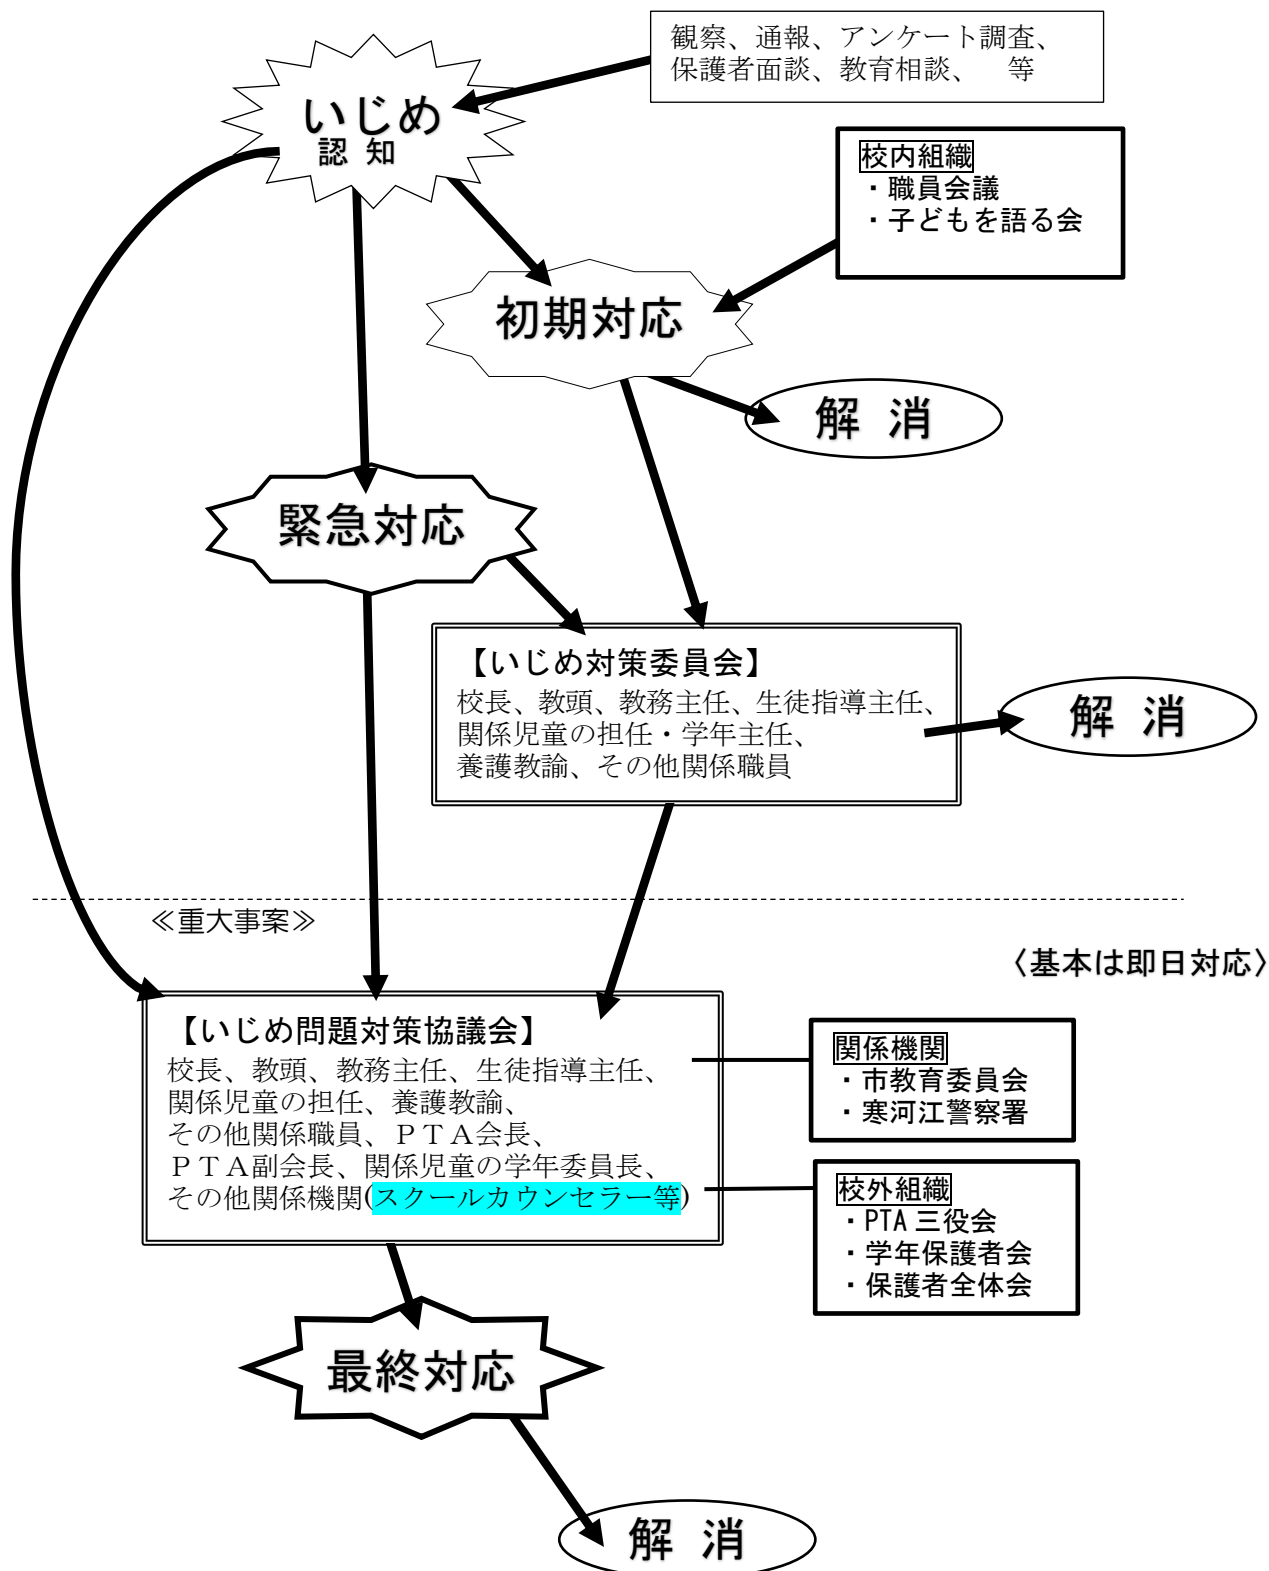 観察、通報、アンケート調査、
保護者面談、教育相談、　等
いじめ
認 知
校内組織
・職員会議
・子どもを語る会
初期対応
解 消
緊急対応
【いじめ対策委員会】
校長、教頭、教務主任、生徒指導主任、
関係児童の担任・学年主任、
養護教諭、その他関係職員
解 消
≪重大事案≫
〈基本は即日対応〉
【いじめ問題対策協議会】
校長、教頭、教務主任、生徒指導主任、
関係児童の担任、養護教諭、
その他関係職員、ＰＴＡ会長、
ＰＴＡ副会長、関係児童の学年委員長、
その他関係機関(スクールカウンセラー等)
関係機関
・市教育委員会
・寒河江警察署
校外組織
・PTA 三役会
・学年保護者会
・保護者全体会
最終対応
解 消